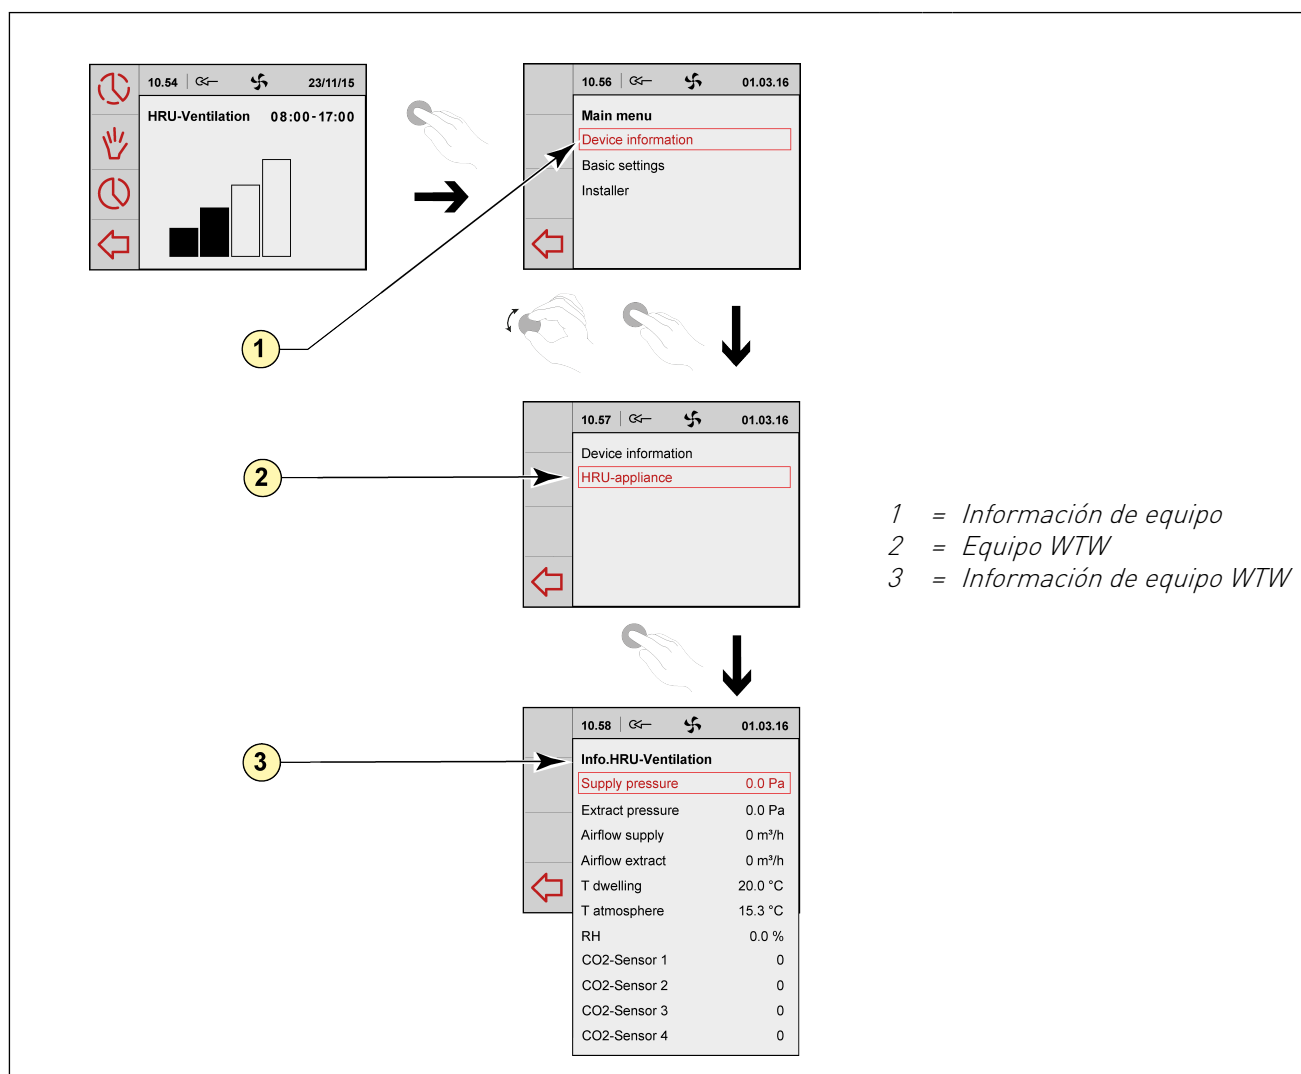 10.54 23/11/15
HRU-Ventilation 08:00-17:00
10.56 01.03.16
Main menu
Device information
Basic settings
Installer
1
10.57 01.03.16
Device information
HRU-appliance
2
1 = Información de equipo
2 = Equipo WTW
3 = Información de equipo WTW
10.58 01.03.16
3
Info.HRU-Ventilation
Supply pressure 0.0 Pa
Extract pressure 0.0 Pa
Airflow supply 0 m³/h
Airflow extract 0 m³/h
T dwelling 20.0 °C
T atmosphere 15.3 °C
RH 0.0 %
CO2-Sensor 1 0
CO2-Sensor 2 0
CO2-Sensor 3 0
CO2-Sensor 4 0